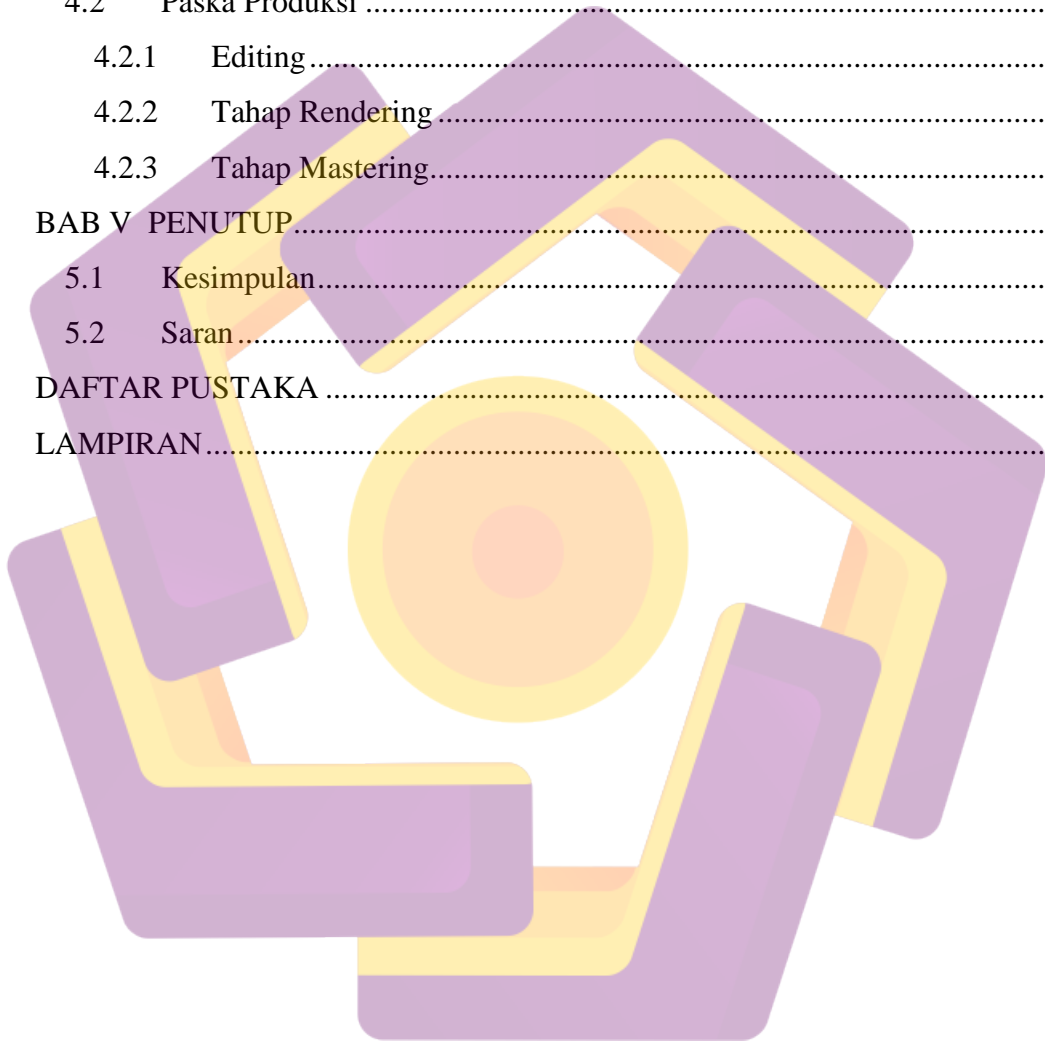 4.2 Paska Produksi ..........................................................................................
4.2.1 Editing ................................................................................................
4.2.2 Tahap Rendering ................................................................................
4.2.3 Tahap Mastering.................................................................................
BAB V PENUTUP..................................................................................................
5.1 Kesimpulan................................................................................................
5.2 Saran ..........................................................................................................
DAFTAR PUSTAKA ..............................................................................................
LAMPIRAN.............................................................................................................